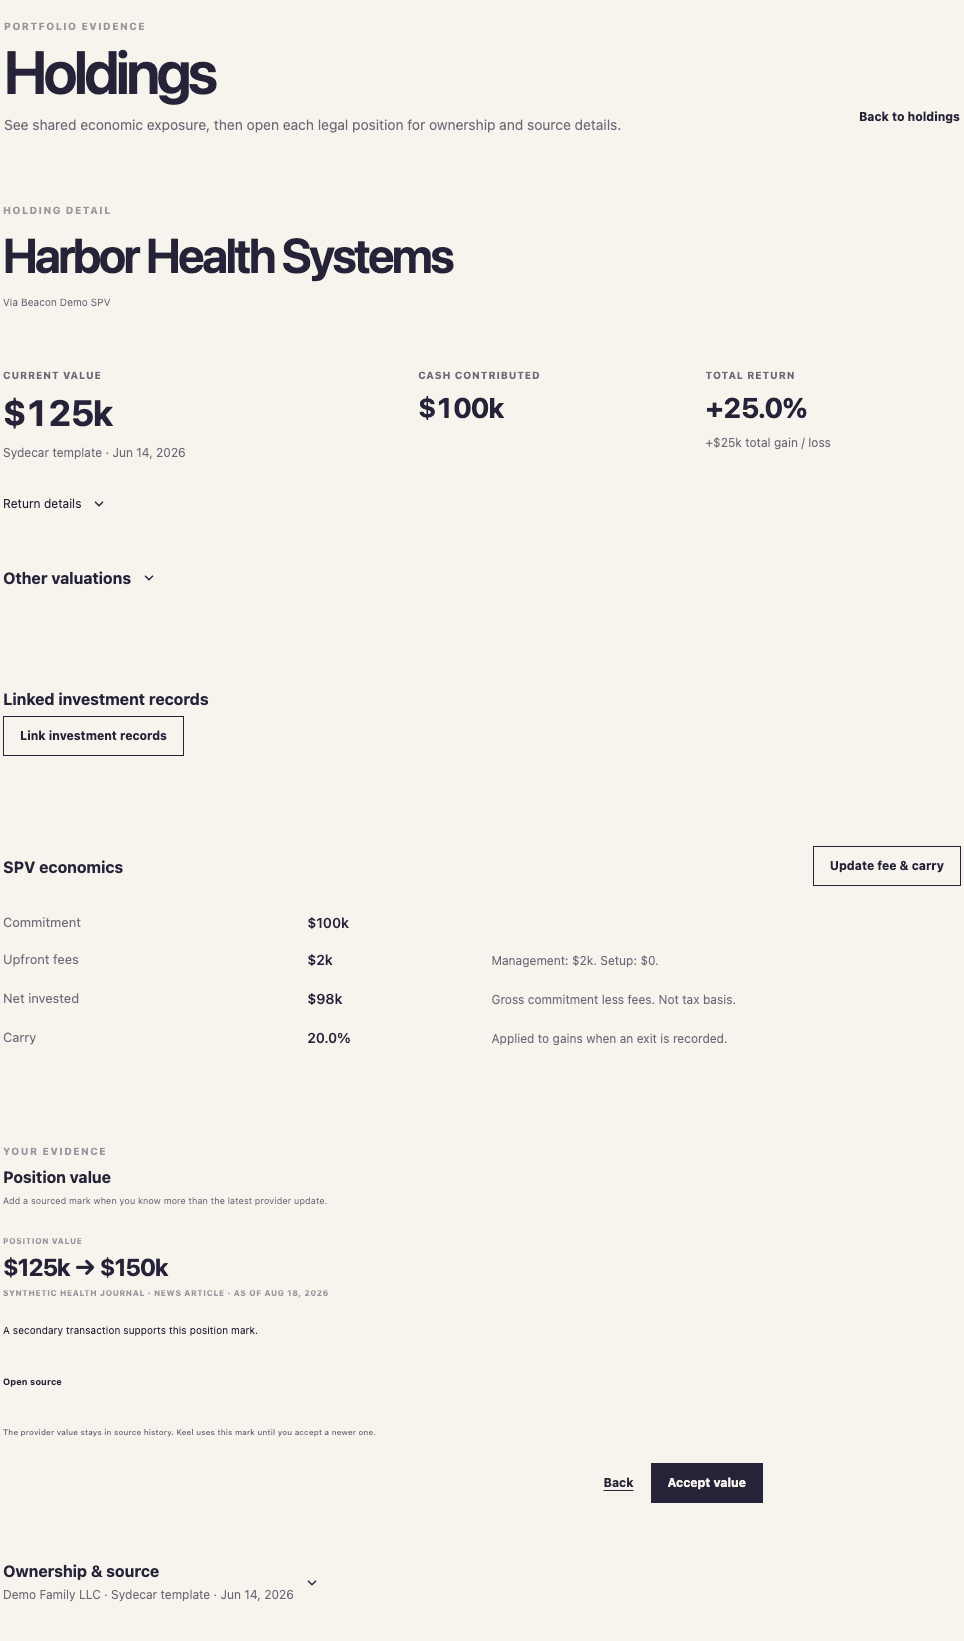 PORTFOLIO EVIDENCE
Holdings
See shared economic exposure, then open each legal position for ownership and source details.
Back to holdings
HOLDING DETAIL
Harbor Health Systems
Via Beacon Demo SPV
CURRENT VALUE
$125k
Sydecar template · Jun 14, 2026
CASH CONTRIBUTED
$100k
TOTAL RETURN
+25.0%
+$25k total gain / loss
Return details
Other valuations
Linked investment records
Link investment records
SPV economics
Update fee & carry
Commitment $100k
Upfront fees $2k Management: $2k. Setup: $0.
Net invested $98k Gross commitment less fees. Not tax basis.
Carry 20.0% Applied to gains when an exit is recorded.
YOUR EVIDENCE
Position value
Add a sourced mark when you know more than the latest provider update.
POSITION VALUE
$125k → $150k
SYNTHETIC HEALTH JOURNAL · NEWS ARTICLE · AS OF AUG 18, 2026
A secondary transaction supports this position mark.
Open source
The provider value stays in source history. Keel uses this mark until you accept a newer one.
Back Accept value
Ownership & source
Demo Family LLC · Sydecar template · Jun 14, 2026